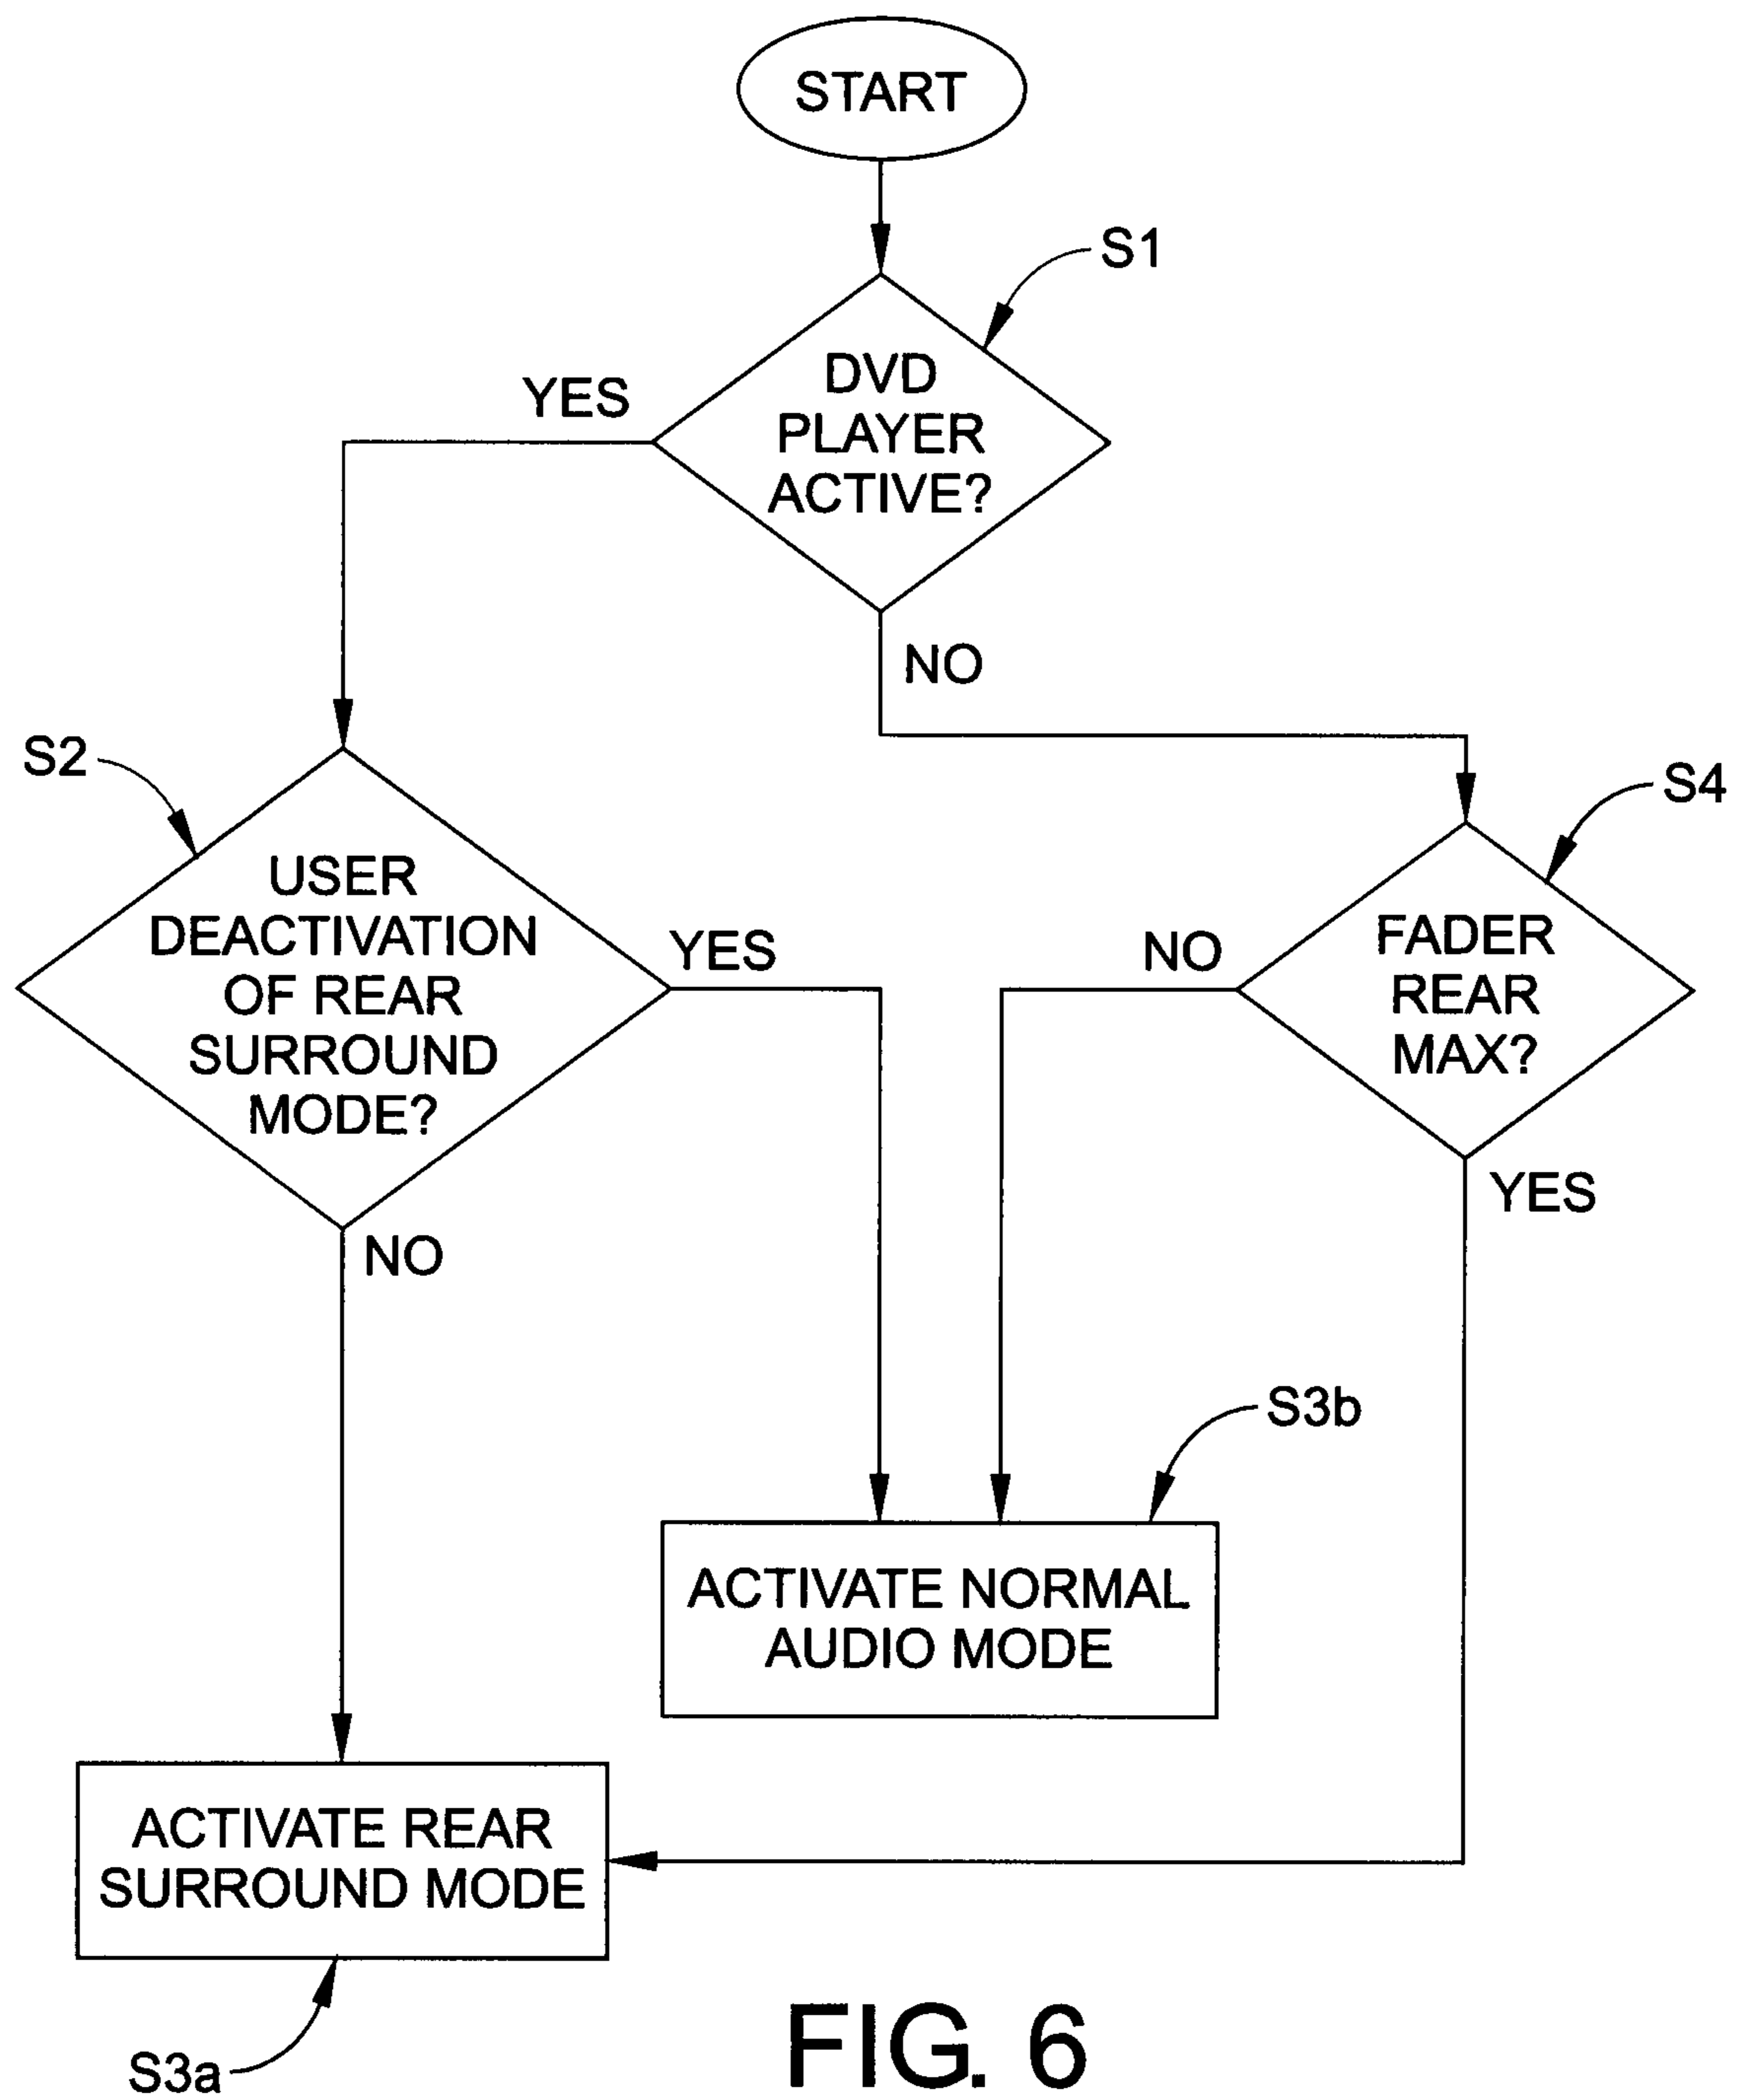 START
S1
DVD
PLAYER
ACTIVE?
YES
NO
S2
USER
DEACTIVATION
OF REAR
SURROUND
MODE?
YES
NO
S4
FADER
REAR
MAX?
NO
YES
S3b
ACTIVATE NORMAL
AUDIO MODE
ACTIVATE REAR
SURROUND MODE
S3a
FIG. 6